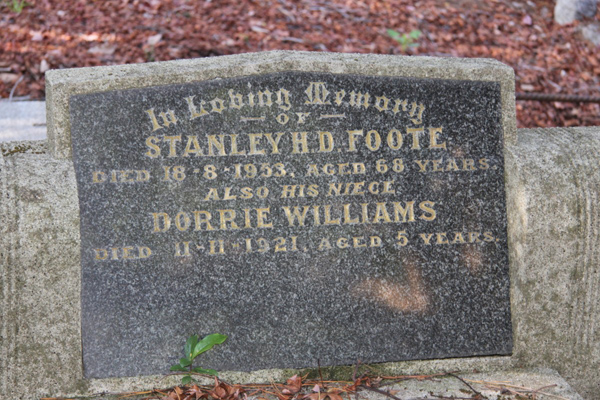 In Loving Memory
OF
STANLEY H.D. FOOTE
DIED 18-8-1953, AGED 68 YEARS.
ALSO HIS NIECE
DORRIE WILLIAMS
DIED 11-11-1921, AGED 5 YEARS.